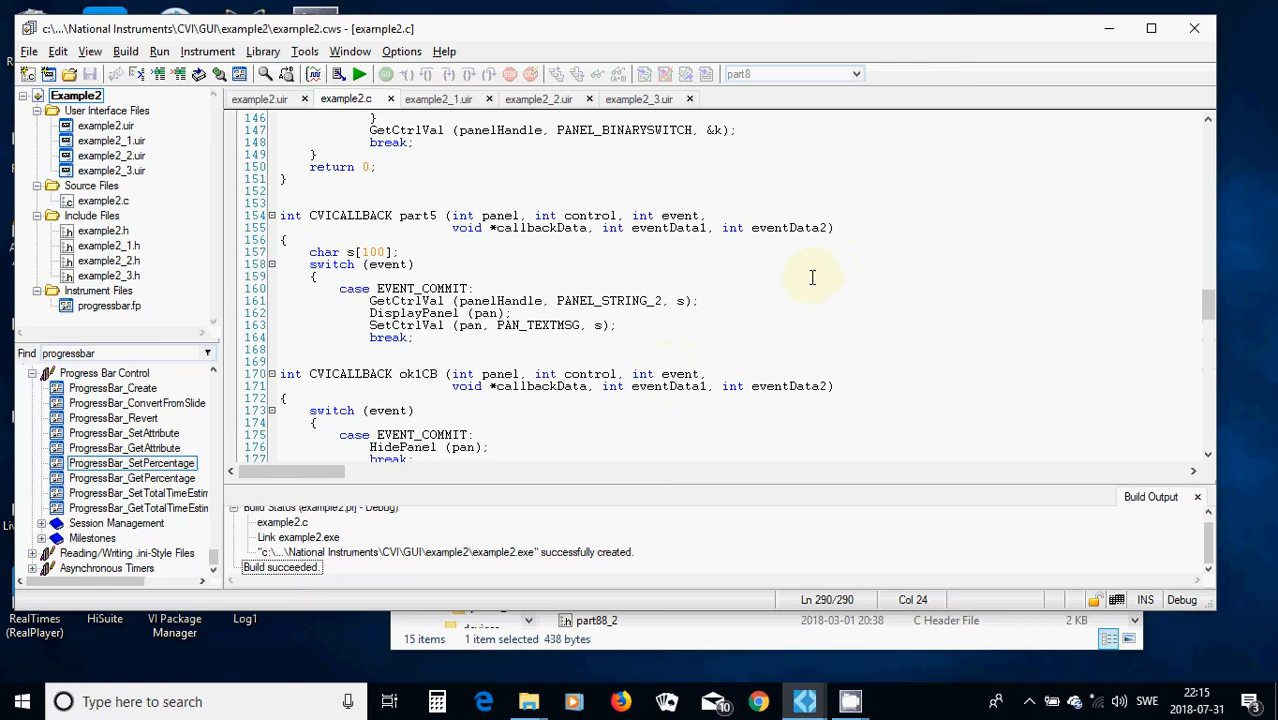 c:\...\National Instruments\CVI\GUI\example2\example2.cws - [example2.c]
File Edit View Build Run Instrument Library Tools Window Options Help
part8
Example2
User Interface Files
example2.uir
example2_1.uir
example2_2.uir
example2_3.uir
Source Files
example2.c
Include Files
example2.h
example2_1.h
example2_2.h
example2_3.h
Instrument Files
progressbar.fp
Find progressbar
Progress Bar Control
ProgressBar_Create
ProgressBar_ConvertFromSlide
ProgressBar_Revert
ProgressBar_SetAttribute
ProgressBar_GetAttribute
ProgressBar_SetPercentage
ProgressBar_GetPercentage
ProgressBar_SetTotalTimeEstim
ProgressBar_GetTotalTimeEstin
Session Management
Milestones
Reading/Writing .ini-Style Files
Asynchronous Timers
example2.uir example2.c example2_1.uir example2_2.uir example2_3.uir
146 }
147 GetCtrlVal (panelHandle, PANEL_BINARYSWITCH, &k);
148 break;
149 }
150 return 0;
151 }
152
153
154 int CVICALLBACK part5 (int panel, int control, int event,
155 void *callbackData, int eventData1, int eventData2)
156 {
157 char s[100];
158 switch (event)
159 {
160 case EVENT_COMMIT:
161 GetCtrlVal (panelHandle, PANEL_STRING_2, s);
162 DisplayPanel (pan);
163 SetCtrlVal (pan, PAN_TEXTMSG, s);
164 break;
168
169
170 int CVICALLBACK ok1CB (int panel, int control, int event,
171 void *callbackData, int eventData1, int eventData2)
172 {
173 switch (event)
174 {
175 case EVENT_COMMIT:
176 HidePanel (pan);
177 break;
Build Output
Build Status (example2.prj - Debug)
example2.c
Link example2.exe
"c:\...\National Instruments\CVI\GUI\example2\example2.exe" successfully created.
Build succeeded.
Ln 290/290 Col 24 INS Debug
RealTimes
(RealPlayer)
HiSuite
VI Package
Manager
Log1
part88_2 2018-03-01 20:38 C Header File 2 KB
15 items 1 item selected 438 bytes
Type here to search
10
SWE
22:15
2018-07-31
3